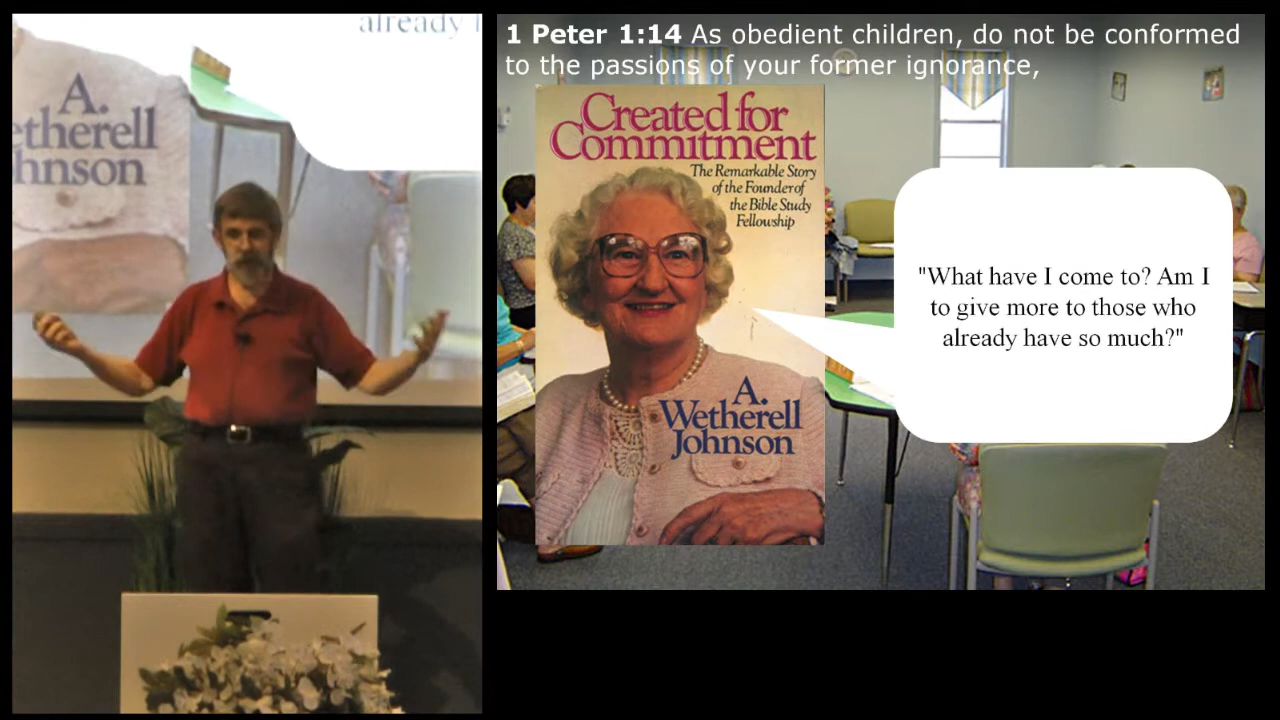 already
A.
etherell
ohnson
1 Peter 1:14 As obedient children, do not be conformed
to the passions of your former ignorance,
Created for
Commitment
The Remarkable Story
of the Founder of
the Bible Study
Fellowship
A.
Wetherell
Johnson
"What have I come to? Am I
to give more to those who
already have so much?"